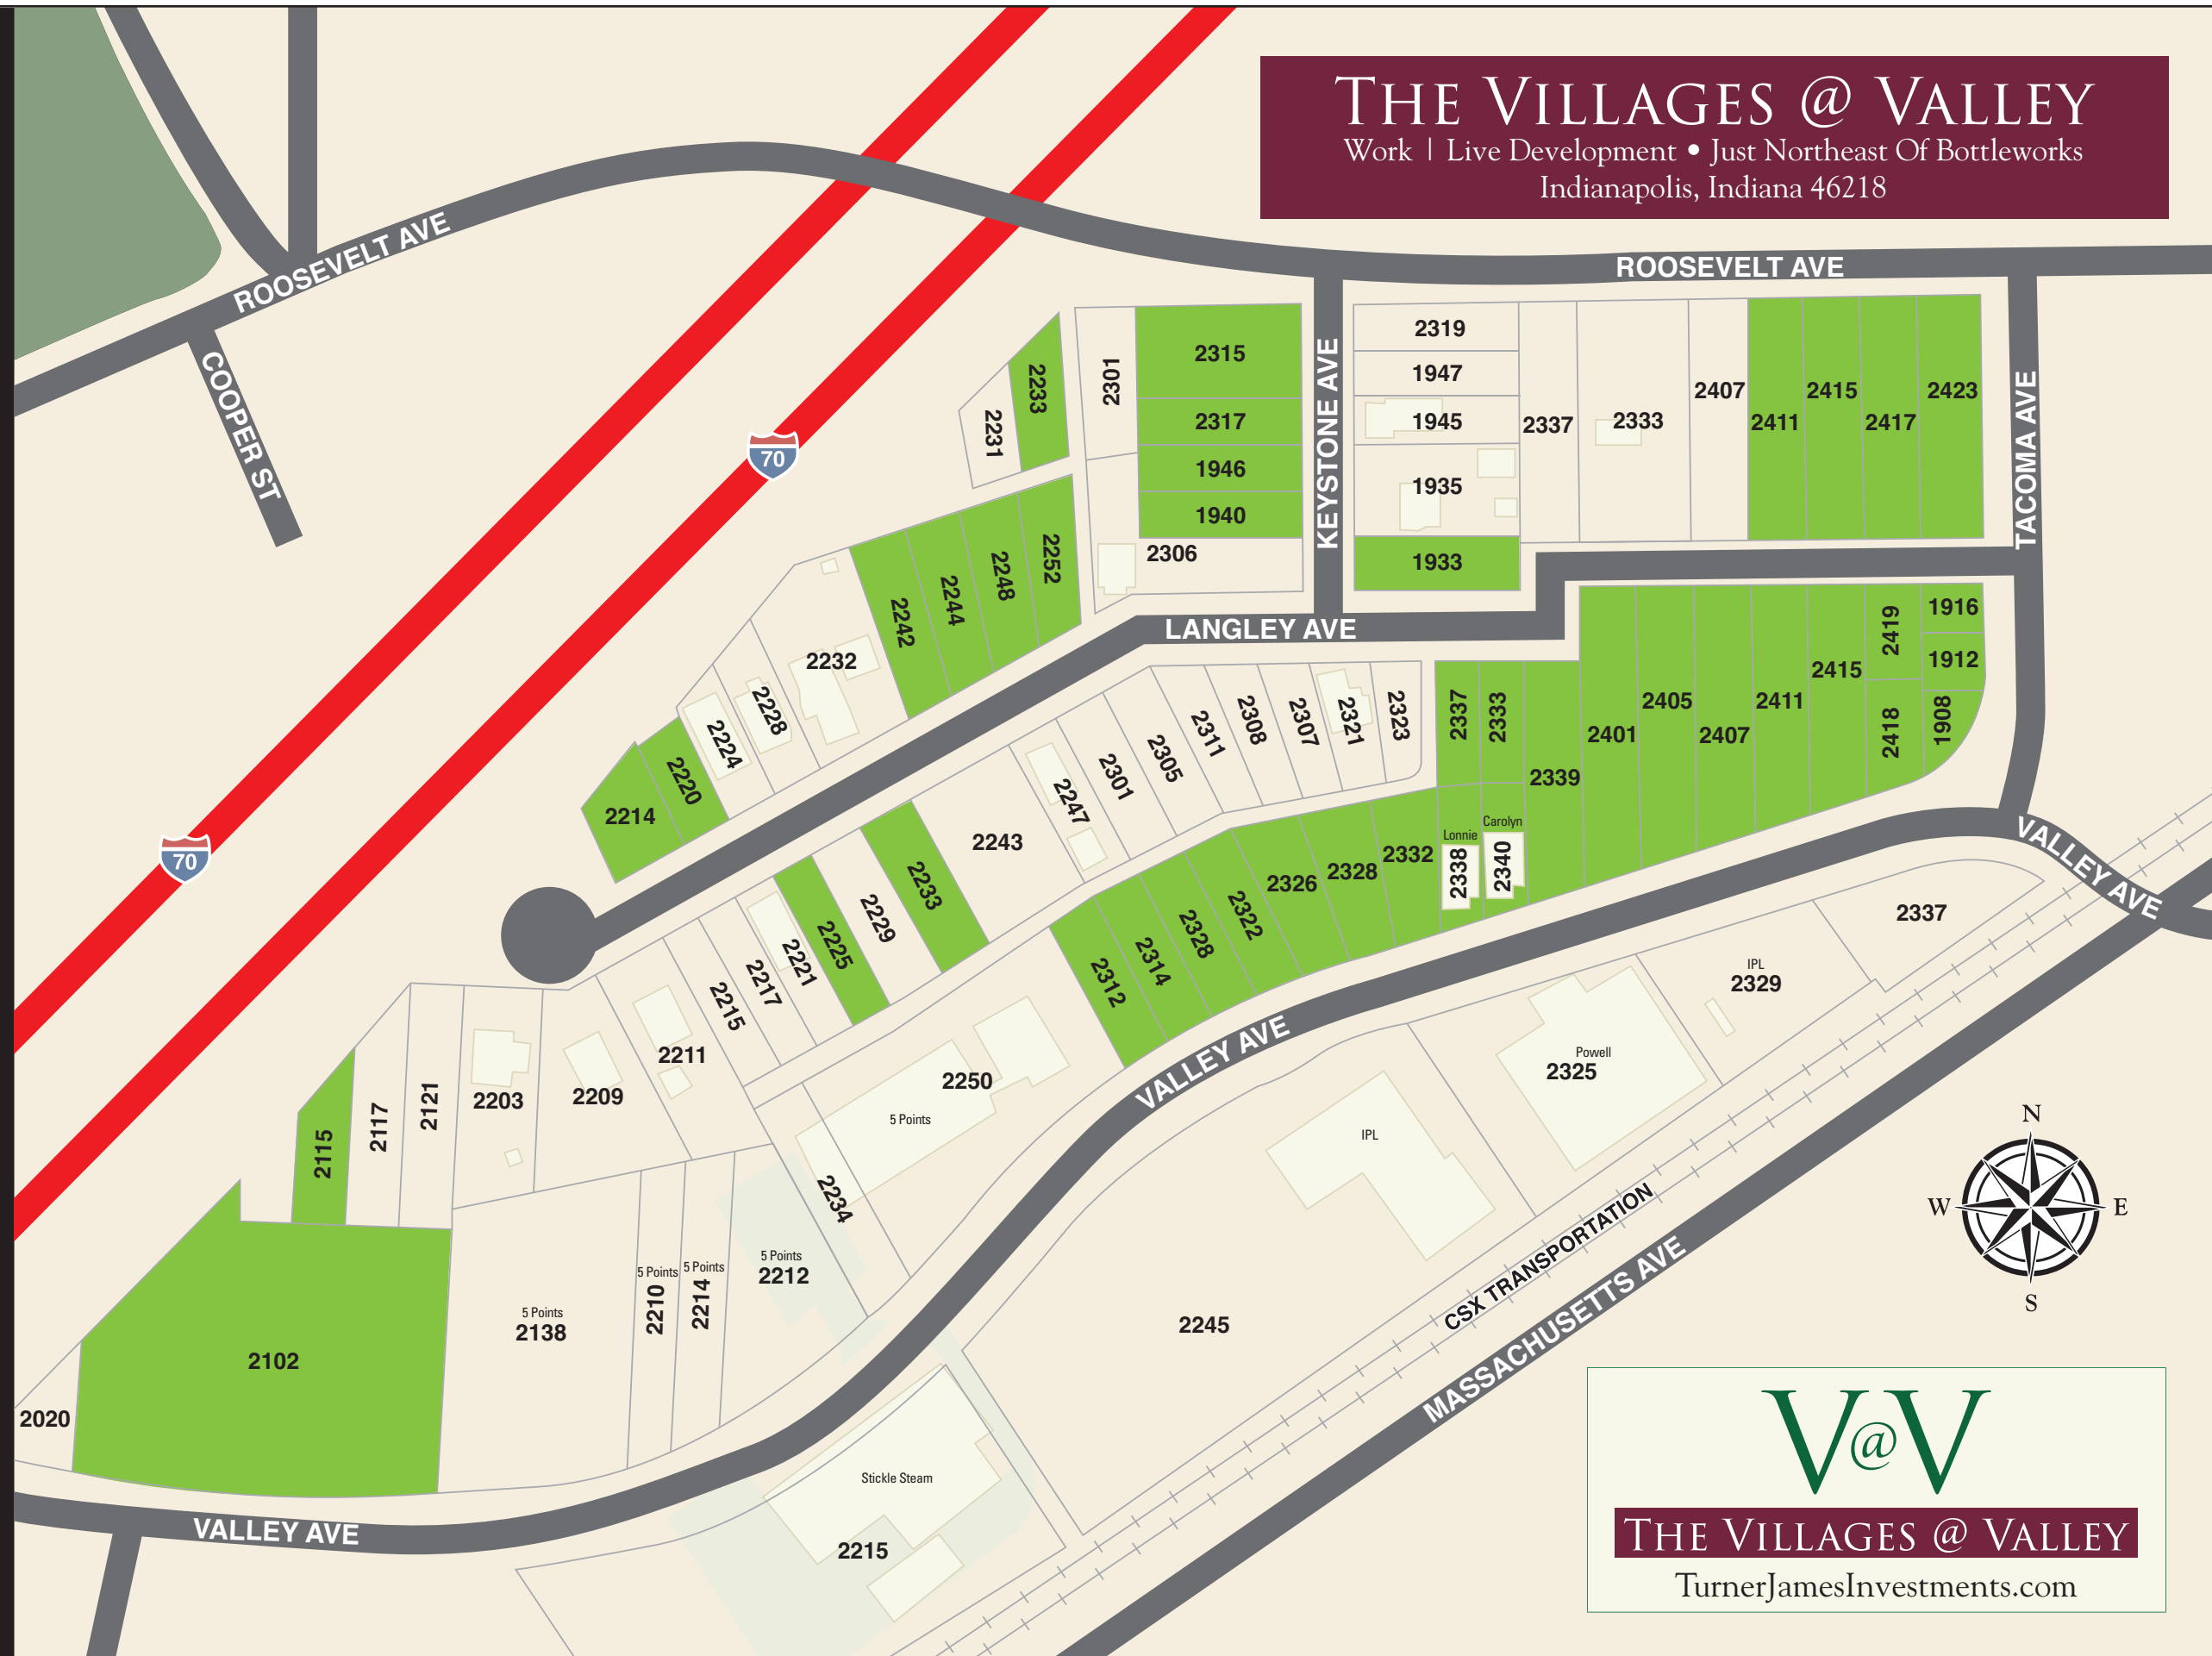 THE VILLAGES @ VALLEY
Work | Live Development • Just Northeast Of Bottleworks
Indianapolis, Indiana 46218
ROOSEVELT AVE
ROOSEVELT AVE
COOPER ST
KEYSTONE AVE
TACOMA AVE
LANGLEY AVE
70
70
2231
2233
2301
2315
2317
1946
1940
2306
2319
1947
1945
1935
1933
2337
2333
2407
2411
2415
2417
2423
2214
2220
2224
2228
2232
2242
2244
2248
2252
2401
2405
2407
2411
2415
2419
2418
1916
1912
1908
2337
2333
2339
Lonnie
2338
Carolyn
2340
2243
2247
2301
2305
2311
2308
2307
2321
2323
2312
2314
2328
2322
2326
2328
2332
2115
2117
2121
2203
2209
2211
2215
2217
2221
2225
2229
2233
2250
5 Points
2234
5 Points
2212
5 Points
2214
5 Points
2210
5 Points
2138
2102
2020
VALLEY AVE
VALLEY AVE
VALLEY AVE
2337
IPL
2329
Powell
2325
IPL
2245
Stickle Steam
2215
CSX TRANSPORTATION
MASSACHUSETTS AVE
N
W
E
S
V@V
THE VILLAGES @ VALLEY
TurnerJamesInvestments.com